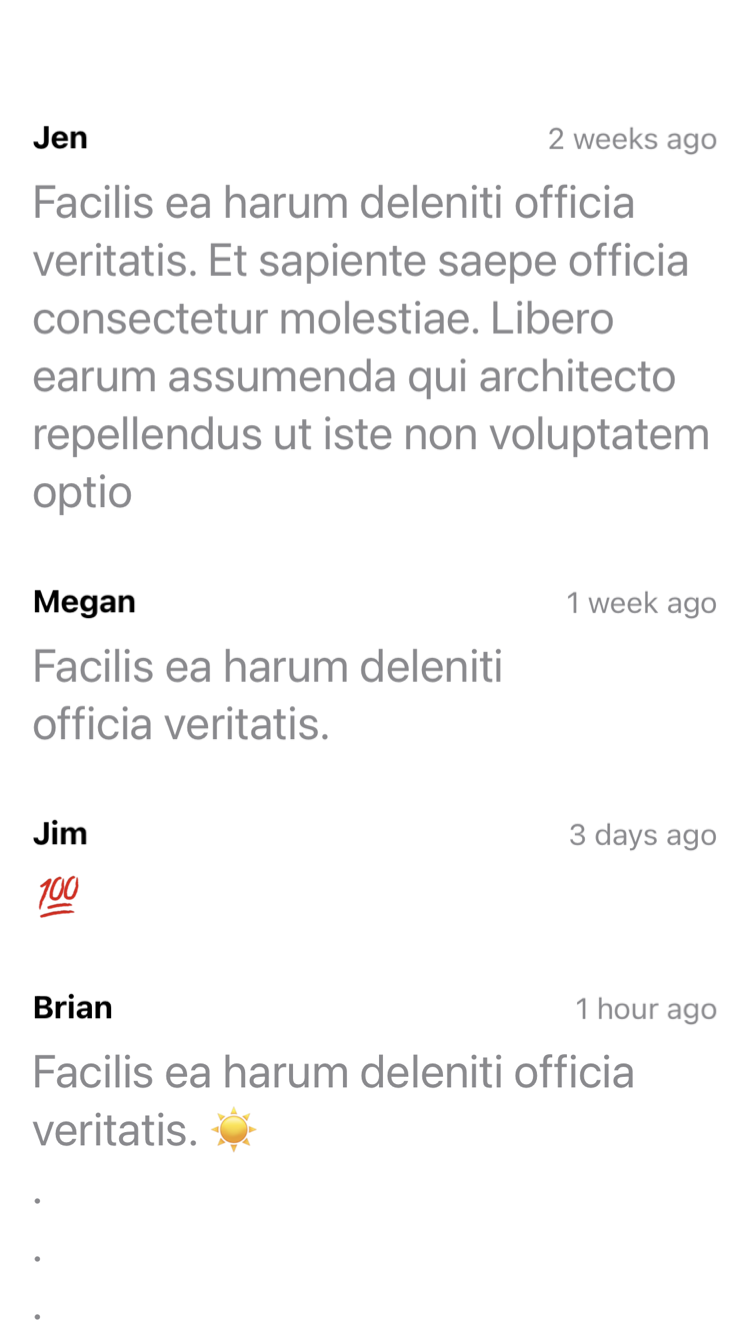 Jen 2 weeks ago
Facilis ea harum deleniti officia
veritatis. Et sapiente saepe officia
consectetur molestiae. Libero
earum assumenda qui architecto
repellendus ut iste non voluptatem
optio
Megan 1 week ago
Facilis ea harum deleniti
officia veritatis.
Jim 3 days ago
💯
Brian 1 hour ago
Facilis ea harum deleniti officia
veritatis. ☀️
.
.
.